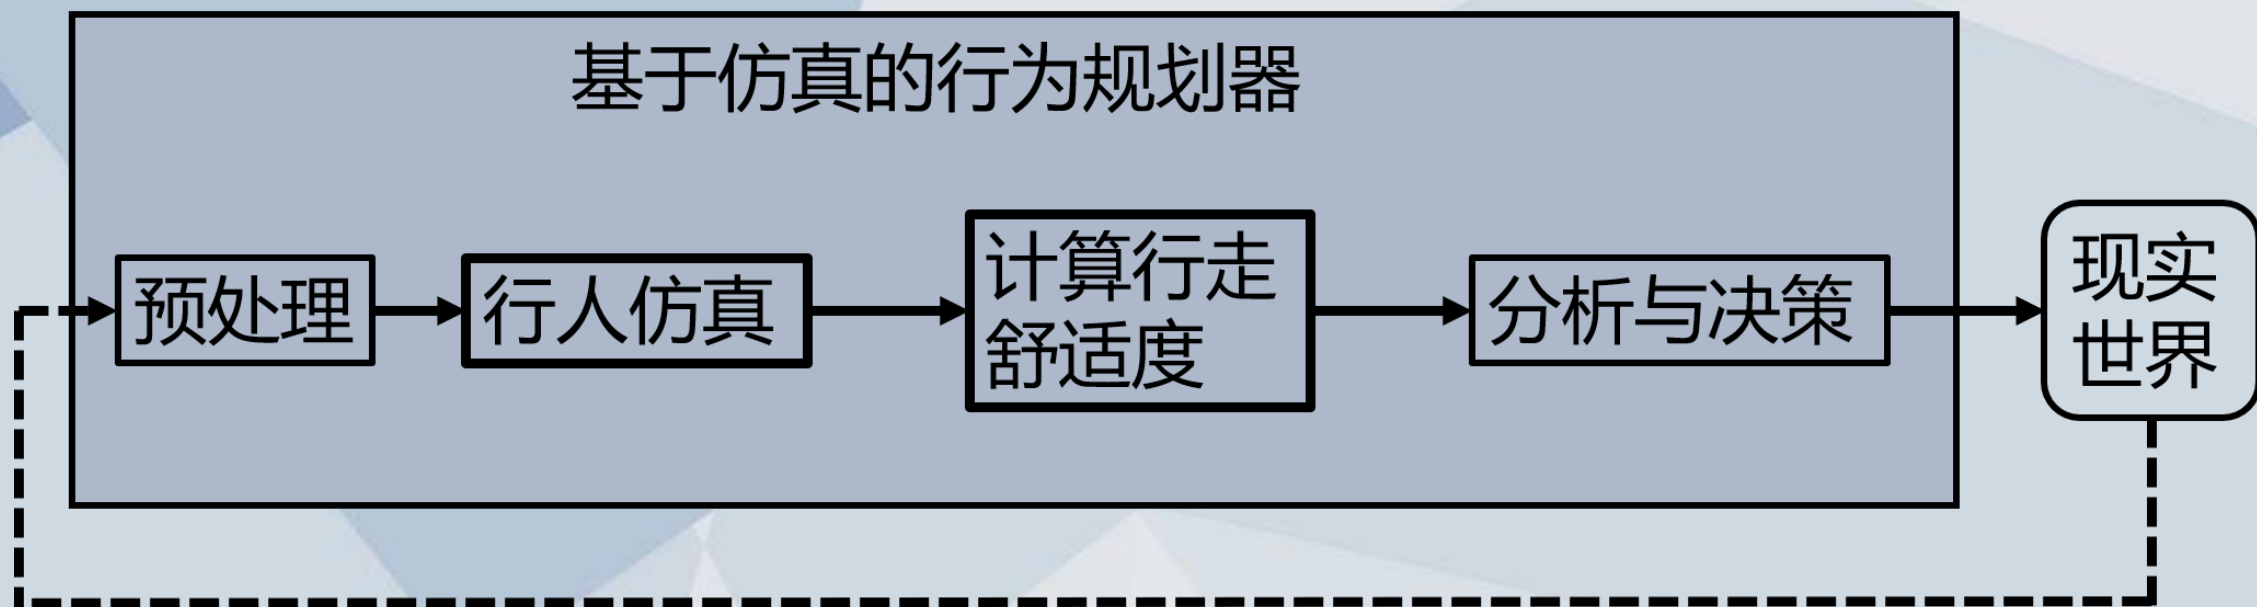 基于仿真的行为规划器
预处理
行人仿真
计算行走
舒适度
分析与决策
现实
世界